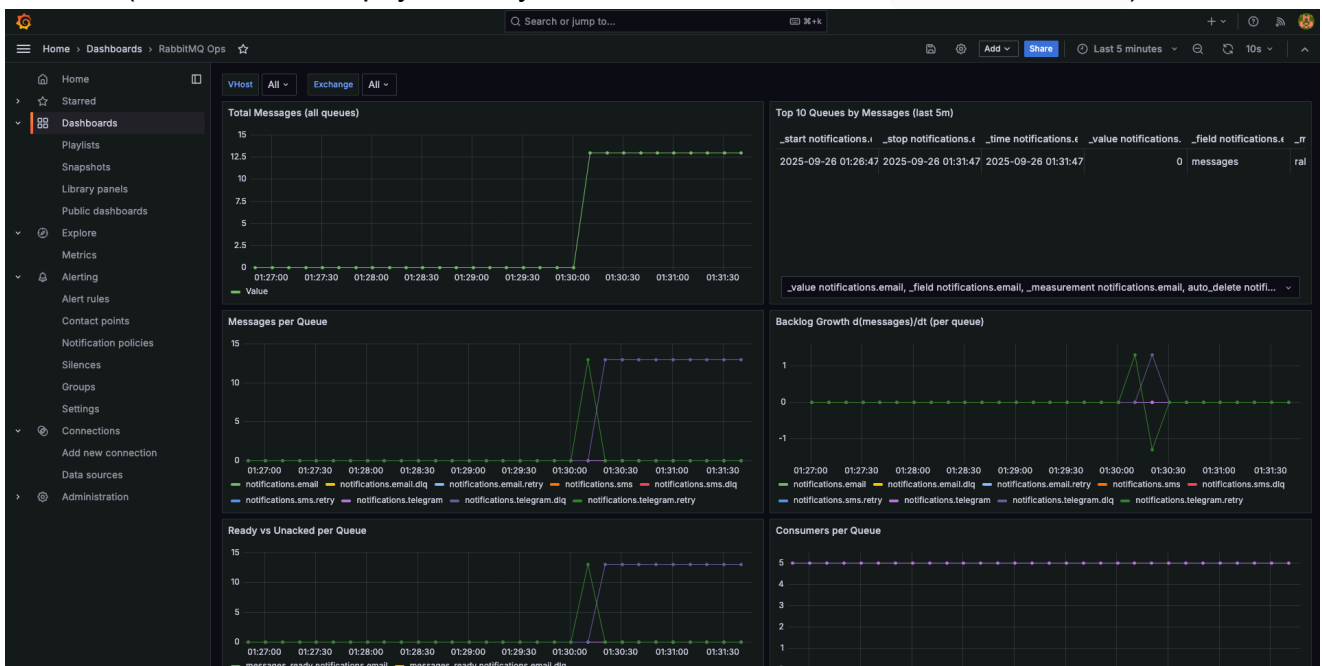 Search or jump to...
⌘+k
Home › Dashboards › RabbitMQ Ops
Add
Share
Last 5 minutes
10s
Home
Starred
Dashboards
Playlists
Snapshots
Library panels
Public dashboards
Explore
Metrics
Alerting
Alert rules
Contact points
Notification policies
Silences
Groups
Settings
Connections
Add new connection
Data sources
Administration
VHost All Exchange All
Total Messages (all queues)
15
12.5
10
7.5
5
2.5
0
01:27:00 01:27:30 01:28:00 01:28:30 01:29:00 01:29:30 01:30:00 01:30:30 01:31:00 01:31:30
Value
Top 10 Queues by Messages (last 5m)
_start notifications. _stop notifications.e _time notifications.e _value notifications. _field notifications.e
2025-09-26 01:26:47 2025-09-26 01:31:47 2025-09-26 01:31:47 0 messages
_value notifications.email, _field notifications.email, _measurement notifications.email, auto_delete notifi...
Messages per Queue
15
10
5
0
01:27:00 01:27:30 01:28:00 01:28:30 01:29:00 01:29:30 01:30:00 01:30:30 01:31:00 01:31:30
notifications.email notifications.email.dlq notifications.email.retry notifications.sms notifications.sms.dlq
notifications.sms.retry notifications.telegram notifications.telegram.dlq notifications.telegram.retry
Backlog Growth d(messages)/dt (per queue)
1
0
-1
01:27:00 01:27:30 01:28:00 01:28:30 01:29:00 01:29:30 01:30:00 01:30:30 01:31:00 01:31:30
notifications.email notifications.email.dlq notifications.email.retry notifications.sms notifications.sms.dlq
notifications.sms.retry notifications.telegram notifications.telegram.dlq notifications.telegram.retry
Ready vs Unacked per Queue
15
10
5
0
01:27:00 01:27:30 01:28:00 01:28:30 01:29:00 01:29:30 01:30:00 01:30:30 01:31:00 01:31:30
messages_ready notifications.email messages_ready notifications.email.dlq
Consumers per Queue
5
4
3
2
1